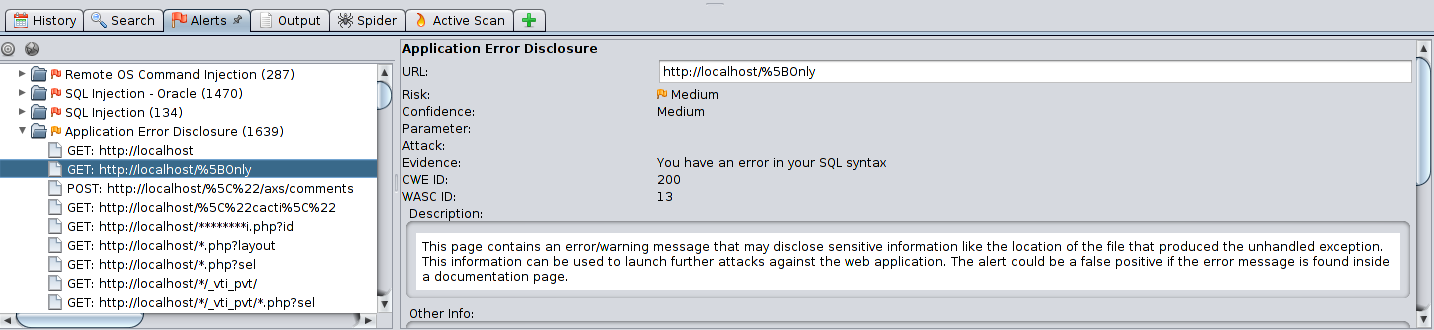 History Search Alerts Output Spider Active Scan
Application Error Disclosure
Remote OS Command Injection (287)
SQL Injection - Oracle (1470)
SQL Injection (134)
Application Error Disclosure (1639)
GET: http://localhost
GET: http://localhost/%5BOnly
POST: http://localhost/%5C%22/axs/comments
GET: http://localhost/%5C%22cacti%5C%22
GET: http://localhost/********i.php?id
GET: http://localhost/*.php?layout
GET: http://localhost/*.php?sel
GET: http://localhost/*/_vti_pvt/
GET: http://localhost/*/_vti_pvt/*.php?sel
URL: http://localhost/%5BOnly
Risk: Medium
Confidence: Medium
Parameter:
Attack:
Evidence: You have an error in your SQL syntax
CWE ID: 200
WASC ID: 13
Description:
This page contains an error/warning message that may disclose sensitive information like the location of the file that produced the unhandled exception.
This information can be used to launch further attacks against the web application. The alert could be a false positive if the error message is found inside
a documentation page.
Other Info: